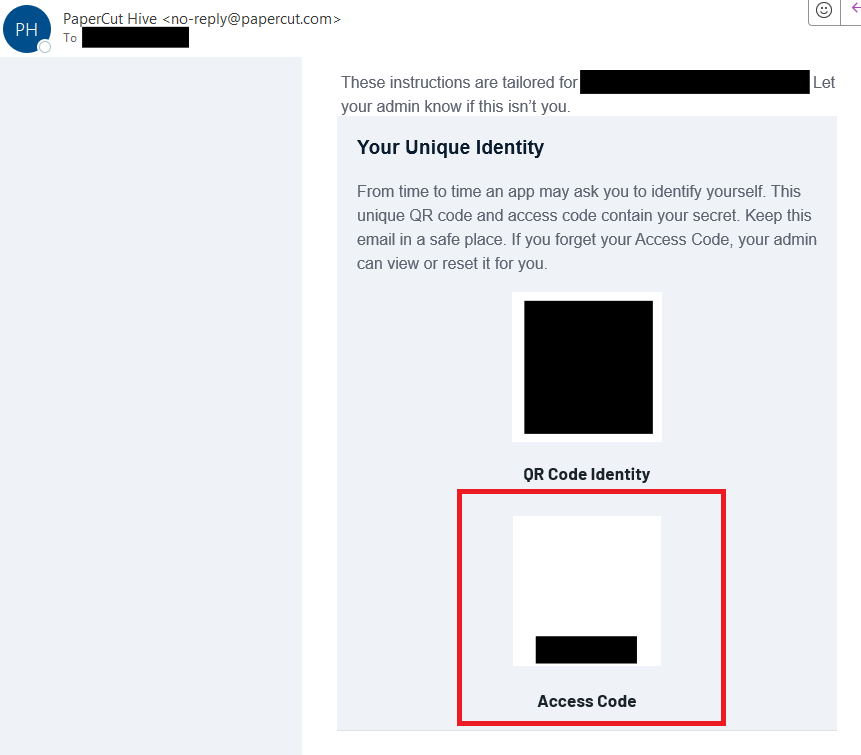 PH
PaperCut Hive <no-reply@papercut.com>
To
These instructions are tailored for Let
your admin know if this isn’t you.
Your Unique Identity
From time to time an app may ask you to identify yourself. This
unique QR code and access code contain your secret. Keep this
email in a safe place. If you forget your Access Code, your admin
can view or reset it for you.
QR Code Identity
Access Code